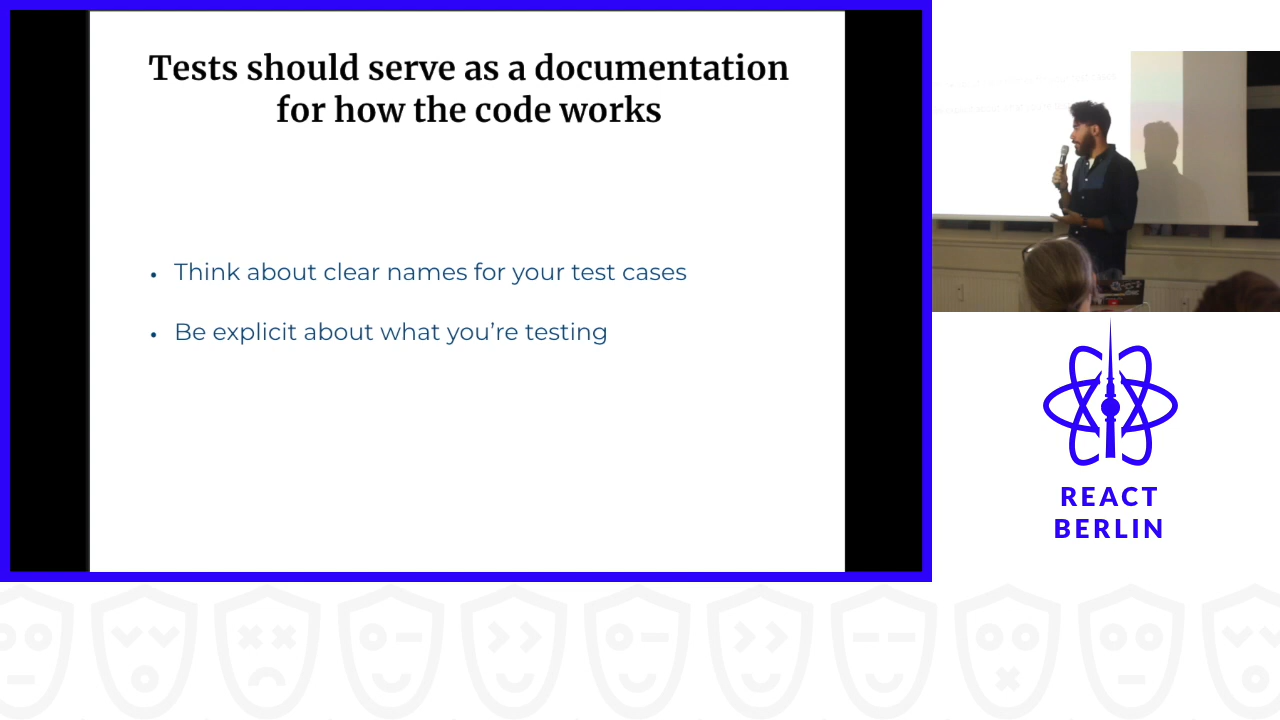 Tests should serve as a documentation
for how the code works
• Think about clear names for your test cases
• Be explicit about what you’re testing
REACT
BERLIN